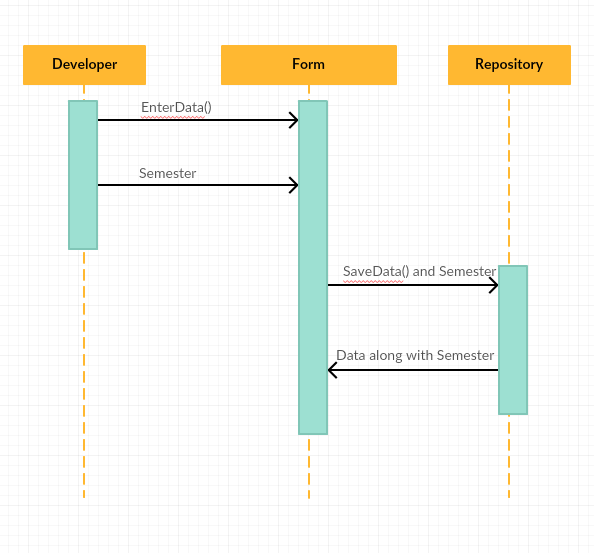 Developer
Form
Repository
EnterData()
Semester
SaveData() and Semester
Data along with Semester